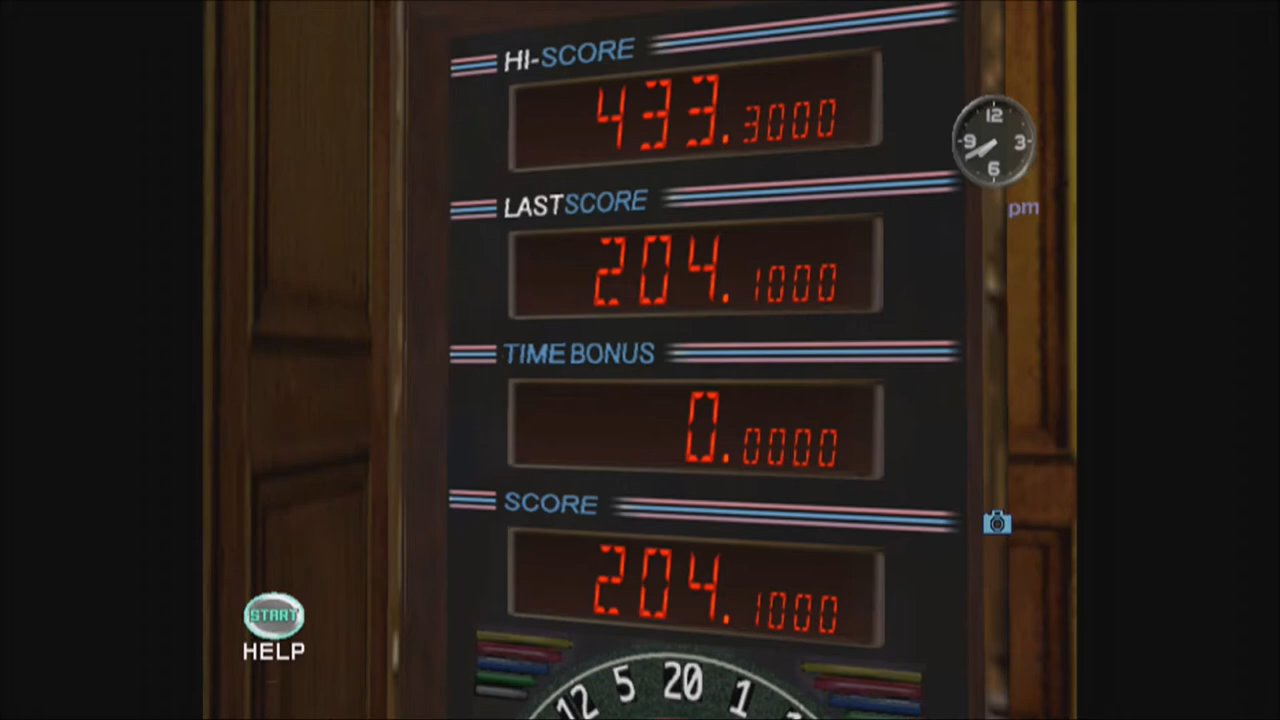 HI-SCORE
433.3000
12
9 3
6
LASTSCORE
204.1000
pm
TIME BONUS
0.0000
SCORE
204.1000
START
HELP
12 5 20 1